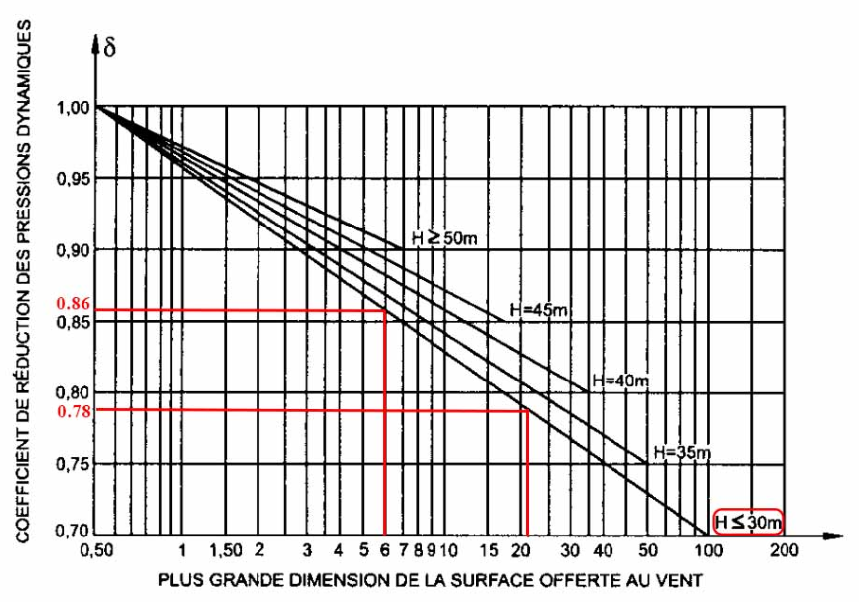 COEFFICIENT DE RÉDUCTION DES PRESSIONS DYNAMIQUES
δ
1,00
0,95
0,90
0.86
0,85
0,80
0.78
0,75
0,70
H ≥ 50m
H=45m
H=40m
H=35m
H ≤ 30m
0,50 1 1,50 2 3 4 5 6 7 8 9 10 15 20 30 40 50 100 200
PLUS GRANDE DIMENSION DE LA SURFACE OFFERTE AU VENT